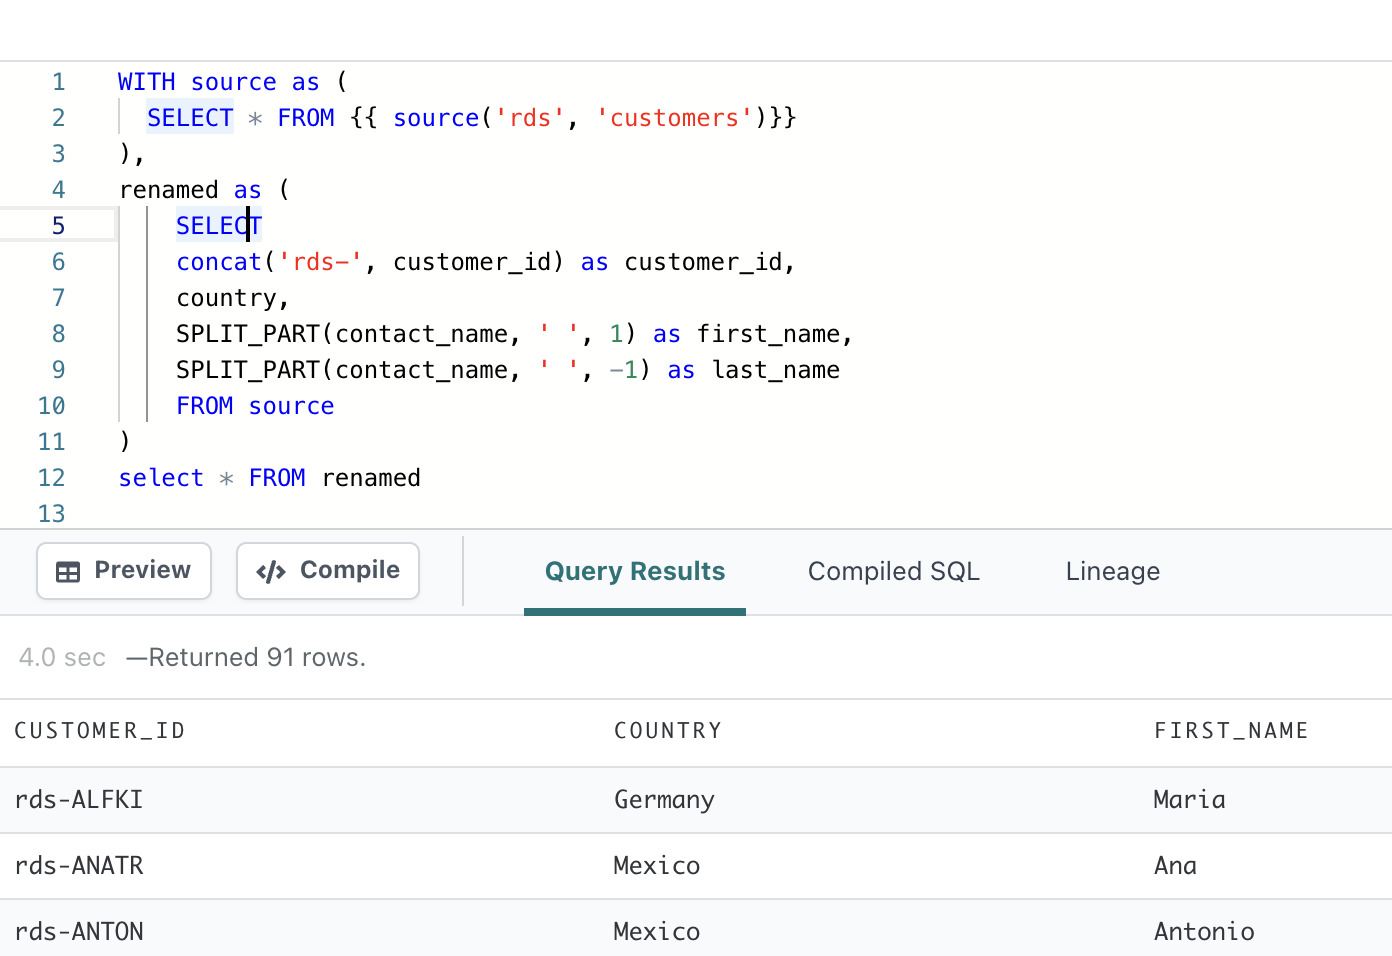 1 WITH source as (
2 SELECT * FROM {{ source('rds', 'customers')}}
3 ),
4 renamed as (
5 SELECT
6 concat('rds-', customer_id) as customer_id,
7 country,
8 SPLIT_PART(contact_name, ' ', 1) as first_name,
9 SPLIT_PART(contact_name, ' ', -1) as last_name
10 FROM source
11 )
12 select * FROM renamed
13
Preview </> Compile Query Results Compiled SQL Lineage
4.0 sec —Returned 91 rows.
CUSTOMER_ID COUNTRY FIRST_NAME
rds-ALFKI Germany Maria
rds-ANATR Mexico Ana
rds-ANTON Mexico Antonio